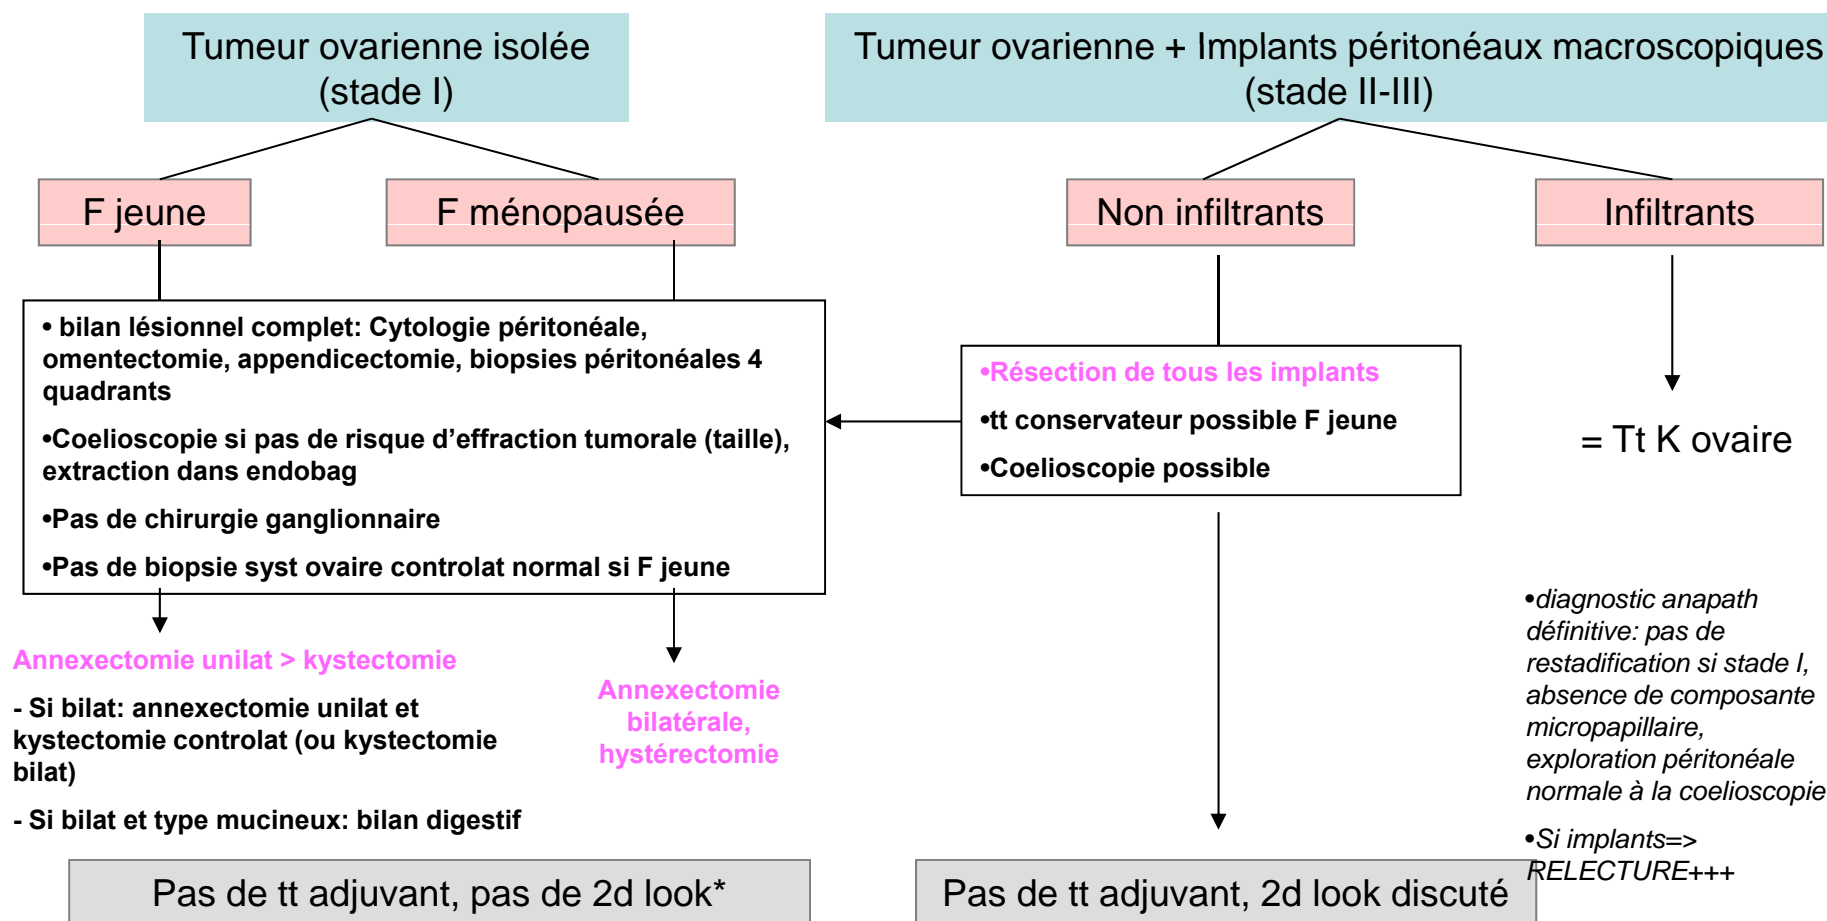 Tumeur ovarienne isolée
(stade I)
Tumeur ovarienne + Implants péritonéaux macroscopiques
(stade II-III)
F jeune
F ménopausée
Non infiltrants
Infiltrants
• bilan lésionnel complet: Cytologie péritonéale,
omentectomie, appendicectomie, biopsies péritonéales 4
quadrants
•Coelioscopie si pas de risque d’effraction tumorale (taille),
extraction dans endobag
•Pas de chirurgie ganglionnaire
•Pas de biopsie syst ovaire controlat normal si F jeune
•Résection de tous les implants
•tt conservateur possible F jeune
•Coelioscopie possible
= Tt K ovaire
Annexectomie unilat > kystectomie
- Si bilat: annexectomie unilat et
kystectomie controlat (ou kystectomie
bilat)
- Si bilat et type mucineux: bilan digestif
Annexectomie
bilatérale,
hystérectomie
•diagnostic anapath
définitive: pas de
restadification si stade I,
absence de composante
micropapillaire,
exploration péritonéale
normale à la coelioscopie
•Si implants=>
RELECTURE+++
Pas de tt adjuvant, pas de 2d look*
Pas de tt adjuvant, 2d look discuté